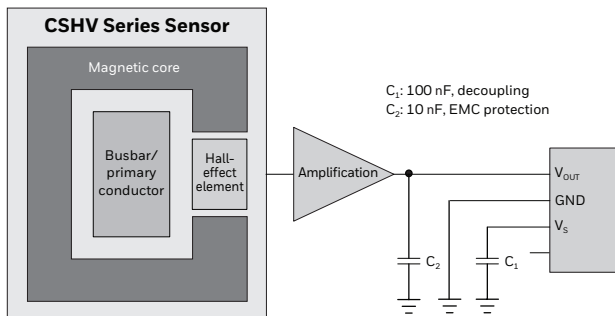 CSHV Series Sensor
Magnetic core
Busbar/
primary
conductor
Hall-
effect
element
Amplification
C₁: 100 nF, decoupling
C₂: 10 nF, EMC protection
V_OUT
GND
V_S
C₂
C₁